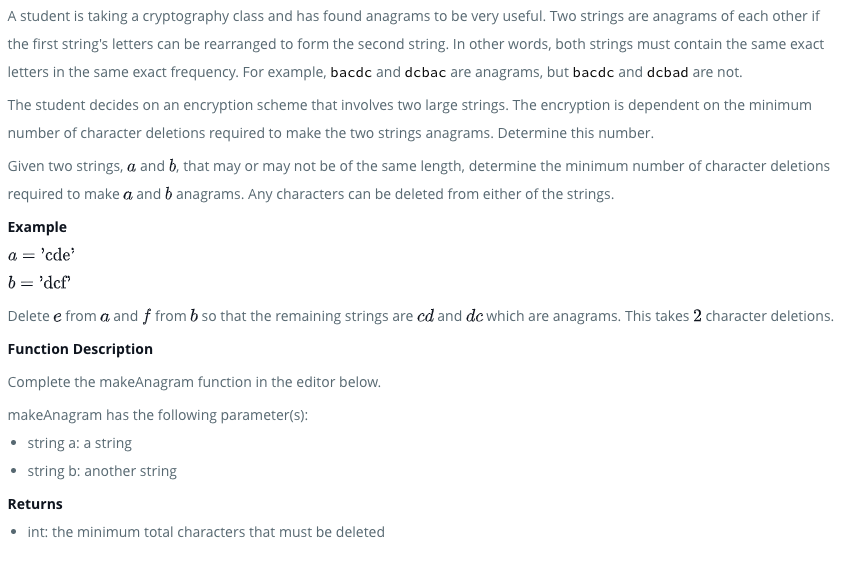 A student is taking a cryptography class and has found anagrams to be very useful. Two strings are anagrams of each other if
the first string's letters can be rearranged to form the second string. In other words, both strings must contain the same exact
letters in the same exact frequency. For example, bacdc and dcbac are anagrams, but bacdc and dcbad are not.
The student decides on an encryption scheme that involves two large strings. The encryption is dependent on the minimum
number of character deletions required to make the two strings anagrams. Determine this number.
Given two strings, a and b, that may or may not be of the same length, determine the minimum number of character deletions
required to make a and b anagrams. Any characters can be deleted from either of the strings.
Example
a = 'cde'
b = 'dcf'
Delete e from a and f from b so that the remaining strings are cd and dc which are anagrams. This takes 2 character deletions.
Function Description
Complete the makeAnagram function in the editor below.
makeAnagram has the following parameter(s):
• string a: a string
• string b: another string
Returns
• int: the minimum total characters that must be deleted